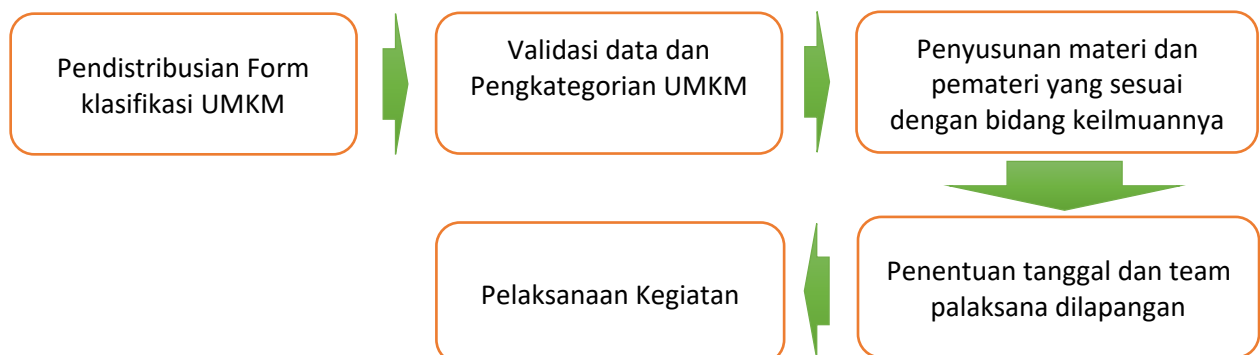 Pendistribusian Form
klasifikasi UMKM
Validasi data dan
Pengkategorian UMKM
Penyusunan materi dan
pemateri yang sesuai
dengan bidang keilmuannya
Penentuan tanggal dan team
palaksana dilapangan
Pelaksanaan Kegiatan